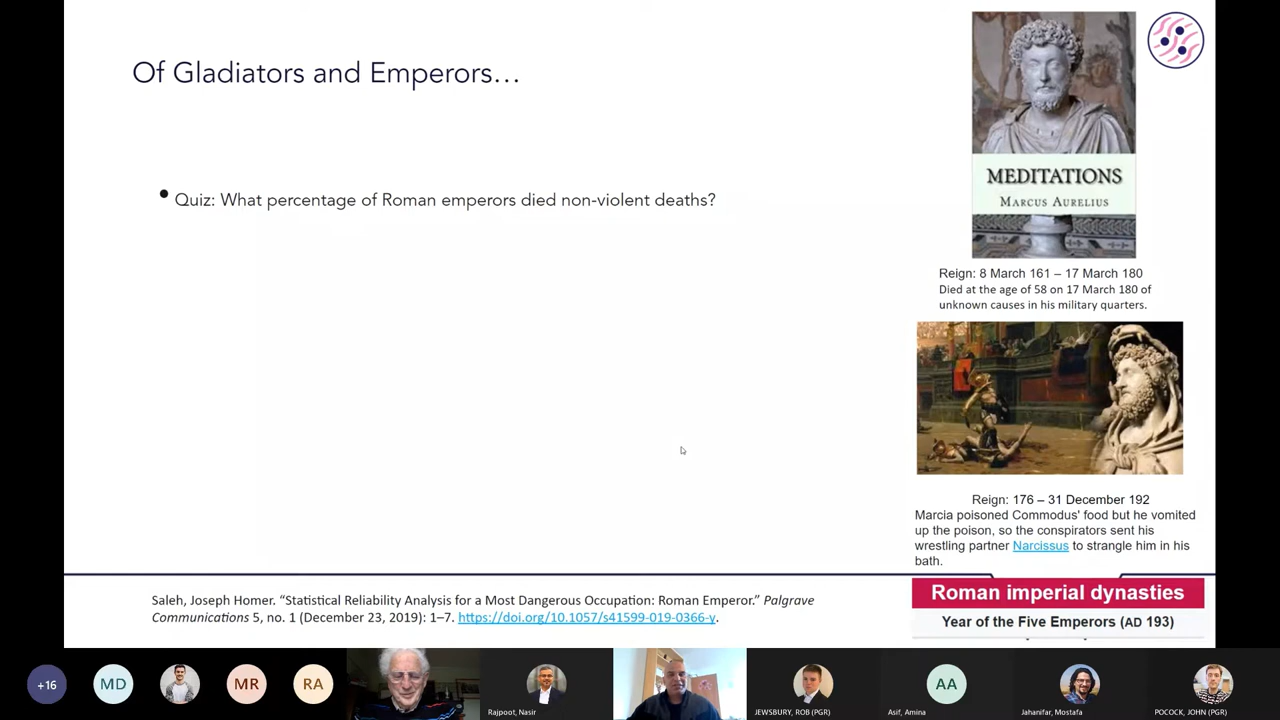 Of Gladiators and Emperors…
• Quiz: What percentage of Roman emperors died non-violent deaths?
MEDITATIONS
MARCUS AURELIUS
Reign: 8 March 161 – 17 March 180
Died at the age of 58 on 17 March 180 of
unknown causes in his military quarters.
Reign: 176 – 31 December 192
Marcia poisoned Commodus' food but he vomited
up the poison, so the conspirators sent his
wrestling partner Narcissus to strangle him in his
bath.
Saleh, Joseph Homer. “Statistical Reliability Analysis for a Most Dangerous Occupation: Roman Emperor.” Palgrave
Communications 5, no. 1 (December 23, 2019): 1–7. https://doi.org/10.1057/s41599-019-0366-y.
Roman imperial dynasties
Year of the Five Emperors (AD 193)
+16
MD
MR
RA
AA
Rajpoot, Nasir
JEWSBURY, ROB (PGR)
Asif, Amina
Jahanifar, Mostafa
POCOCK, JOHN (PGR)